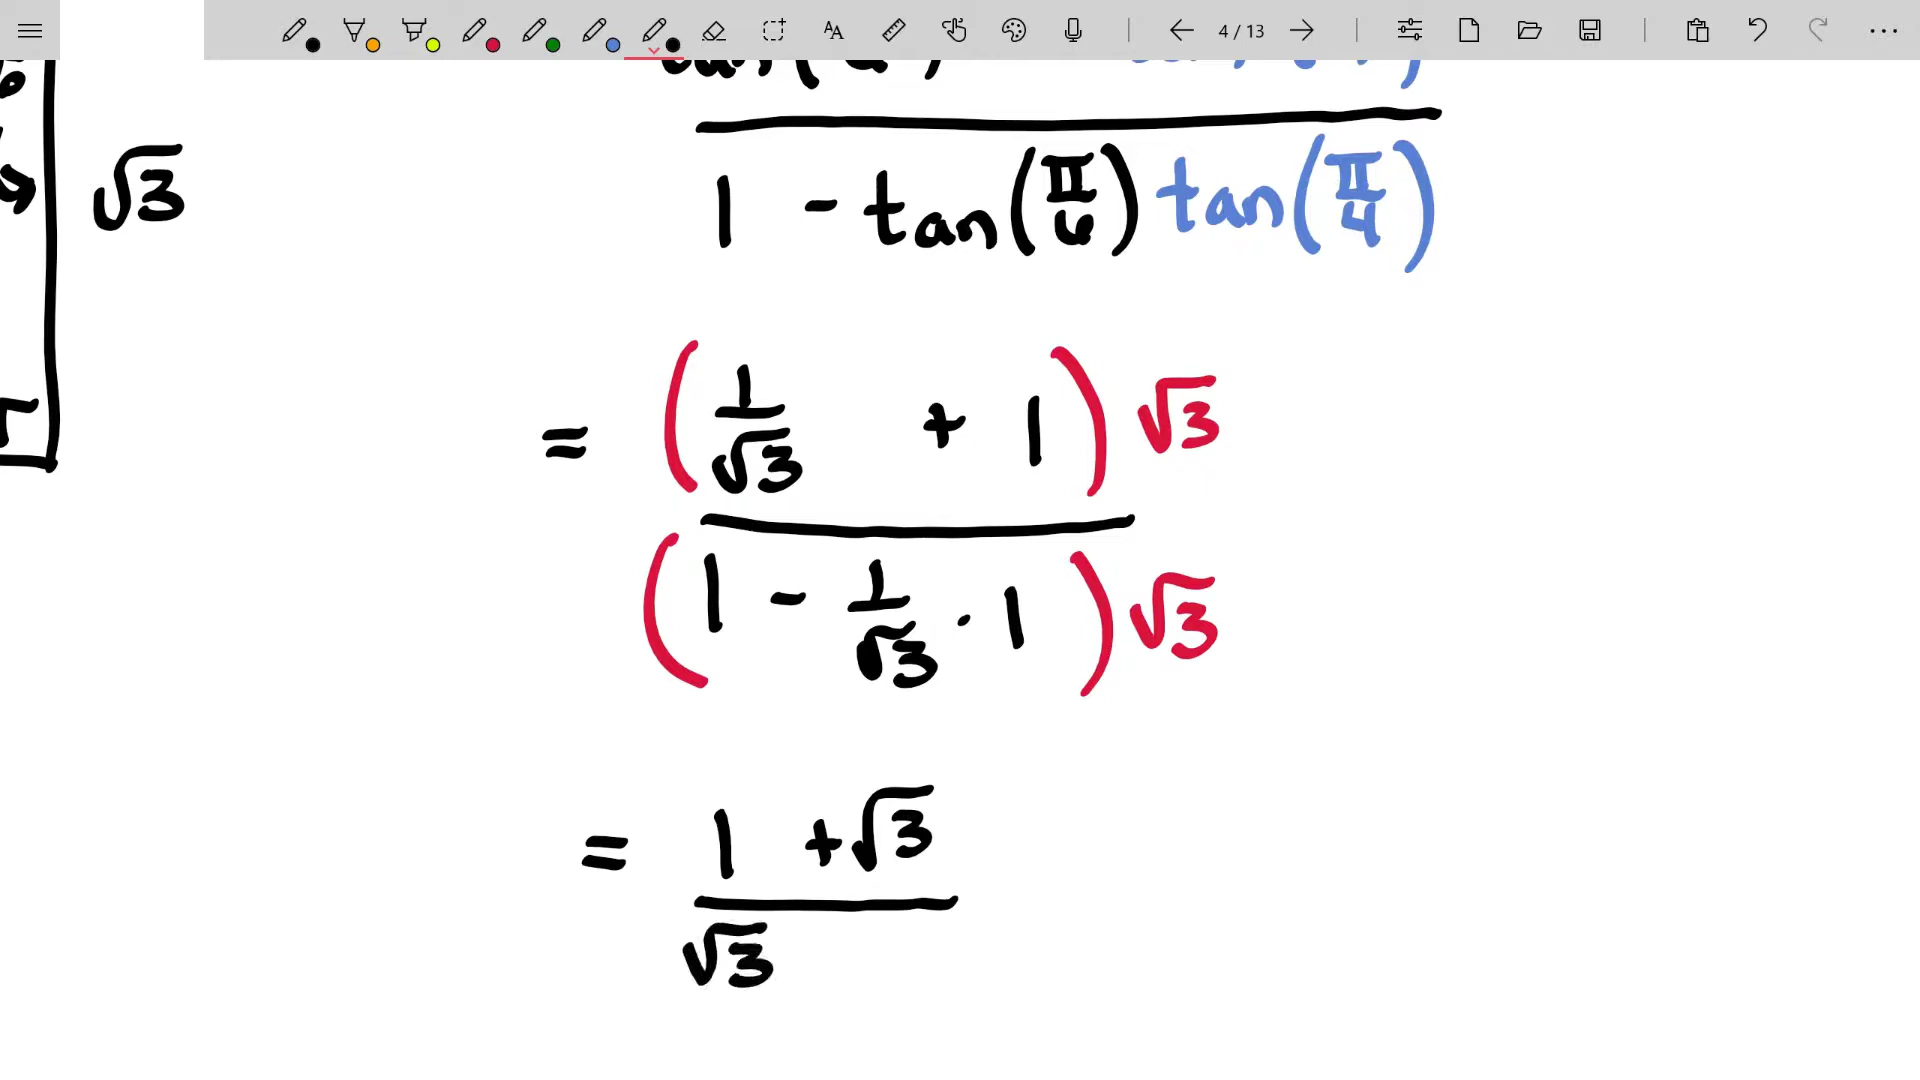 4 / 13
√3
1 - tan(π/6) tan(π/4)
= (1/√3 + 1)√3
(1 - 1/√3 · 1)√3
= 1 + √3
√3